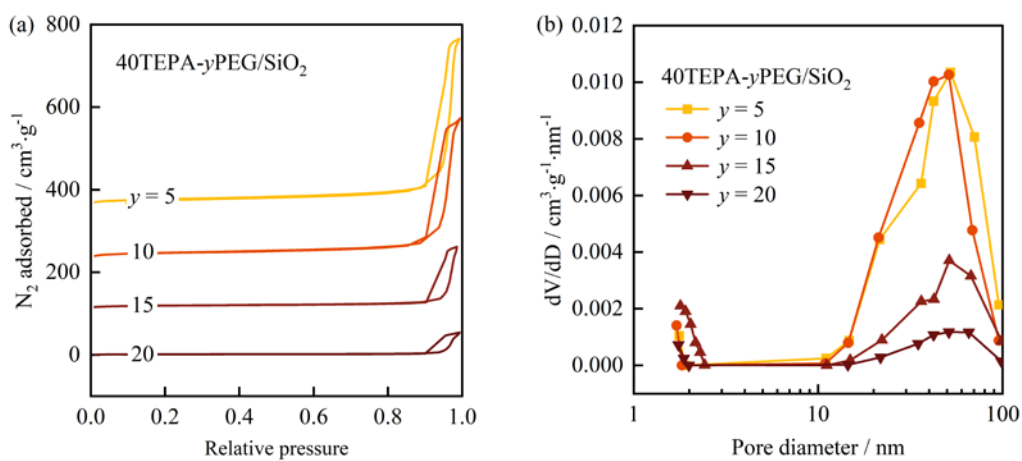 (a)
40TEPA-yPEG/SiO₂
800
600
400
200
0
y = 5
10
15
20
0.0 0.2 0.4 0.6 0.8 1.0
Relative pressure
N₂ adsorbed / cm³·g⁻¹
(b)
40TEPA-yPEG/SiO₂
y = 5
y = 10
y = 15
y = 20
0.012
0.010
0.008
0.006
0.004
0.002
0.000
1 10 100
Pore diameter / nm
dV/dD / cm³·g⁻¹·nm⁻¹